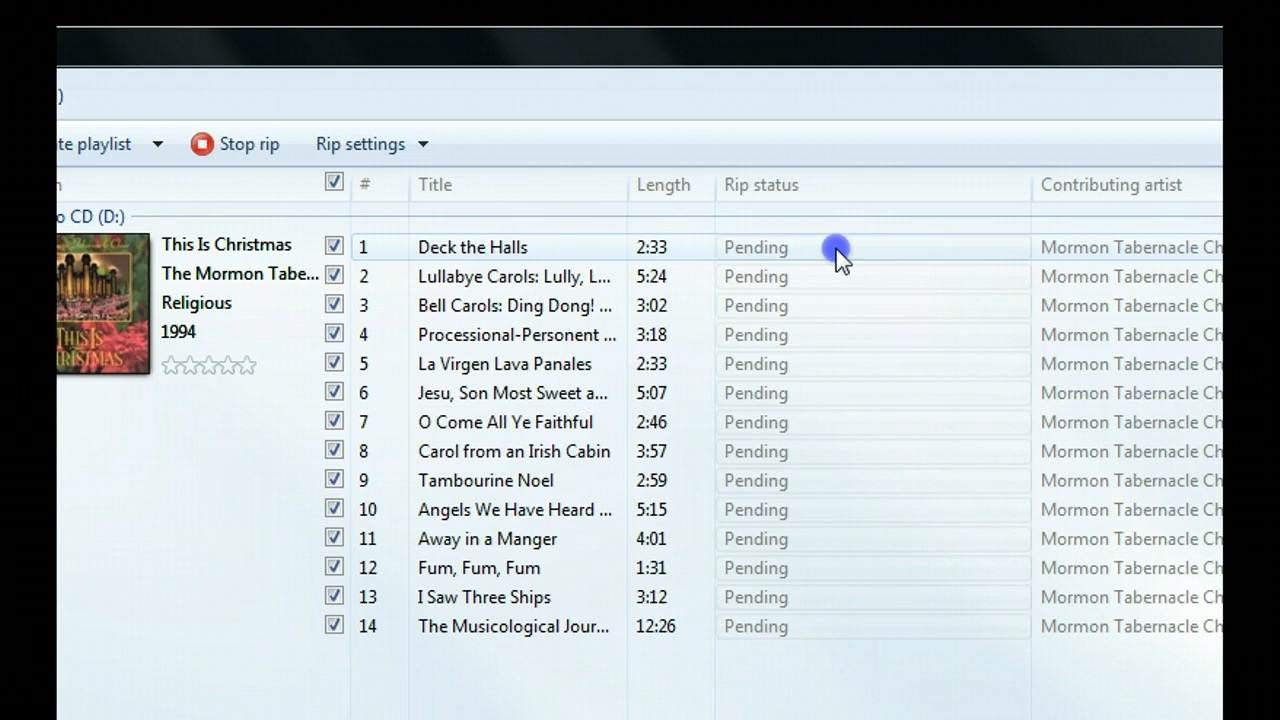 )
te playlist Stop rip Rip settings
n # Title Length Rip status Contributing artist
o CD (D:)
This Is Christmas 1 Deck the Halls 2:33 Pending Mormon Tabernacle Ch
The Mormon Tabe... 2 Lullabye Carols: Lully, L... 5:24 Pending Mormon Tabernacle Ch
Religious 3 Bell Carols: Ding Dong! ... 3:02 Pending Mormon Tabernacle Ch
1994 4 Processional-Personent ... 3:18 Pending Mormon Tabernacle Ch
THIS IS
RISTMAS
5 La Virgen Lava Panales 2:33 Pending Mormon Tabernacle Ch
6 Jesu, Son Most Sweet a... 5:07 Pending Mormon Tabernacle Ch
7 O Come All Ye Faithful 2:46 Pending Mormon Tabernacle Ch
8 Carol from an Irish Cabin 3:57 Pending Mormon Tabernacle Ch
9 Tambourine Noel 2:59 Pending Mormon Tabernacle Ch
10 Angels We Have Heard ... 5:15 Pending Mormon Tabernacle Ch
11 Away in a Manger 4:01 Pending Mormon Tabernacle Ch
12 Fum, Fum, Fum 1:31 Pending Mormon Tabernacle Ch
13 I Saw Three Ships 3:12 Pending Mormon Tabernacle Ch
14 The Musicological Jour... 12:26 Pending Mormon Tabernacle Ch